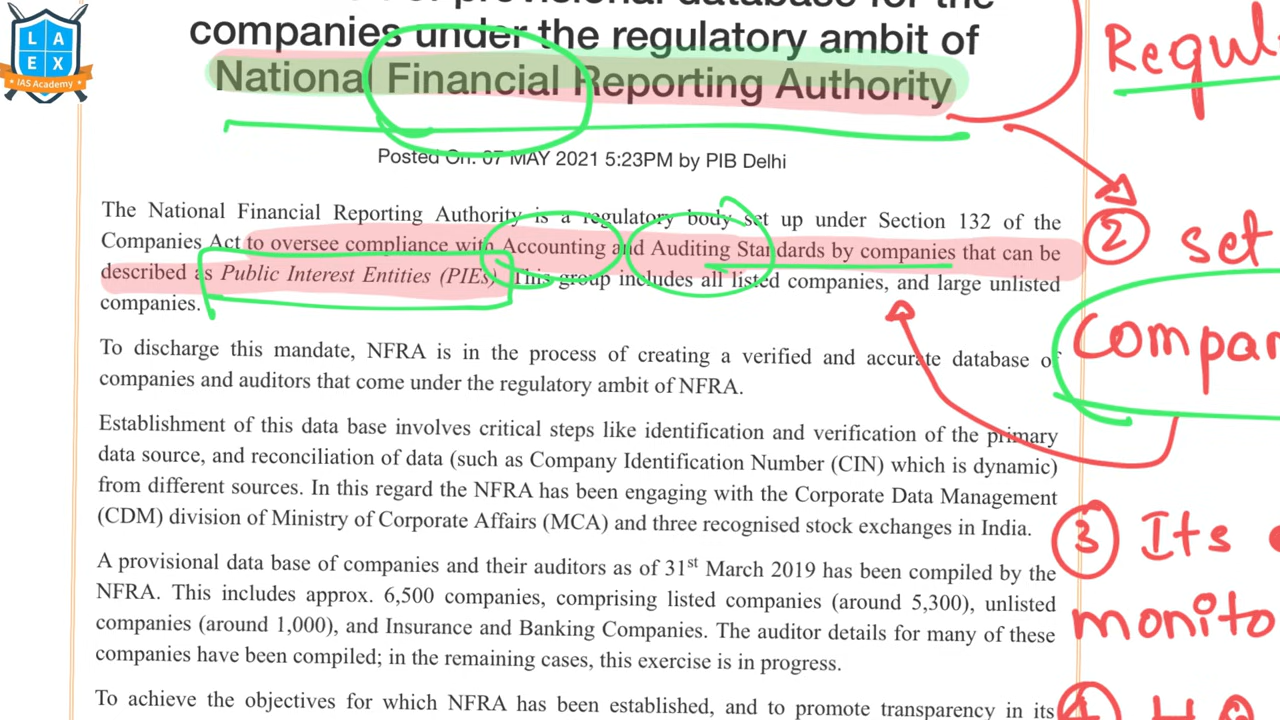 L A
E X
IAS Academy
provisional database for the
companies under the regulatory ambit of
National Financial Reporting Authority
Posted On: 07 MAY 2021 5:23PM by PIB Delhi
The National Financial Reporting Authority is a regulatory body set up under Section 132 of the
Companies Act to oversee compliance with Accounting and Auditing Standards by companies that can be
described as Public Interest Entities (PIEs). This group includes all listed companies, and large unlisted
companies.
To discharge this mandate, NFRA is in the process of creating a verified and accurate database of
companies and auditors that come under the regulatory ambit of NFRA.
Establishment of this data base involves critical steps like identification and verification of the primary
data source, and reconciliation of data (such as Company Identification Number (CIN) which is dynamic)
from different sources. In this regard the NFRA has been engaging with the Corporate Data Management
(CDM) division of Ministry of Corporate Affairs (MCA) and three recognised stock exchanges in India.
A provisional data base of companies and their auditors as of 31st March 2019 has been compiled by the
NFRA. This includes approx. 6,500 companies, comprising listed companies (around 5,300), unlisted
companies (around 1,000), and Insurance and Banking Companies. The auditor details for many of these
companies have been compiled; in the remaining cases, this exercise is in progress.
To achieve the objectives for which NFRA has been established, and to promote transparency in its
Regul
2 set
Compan
3 Its
monito